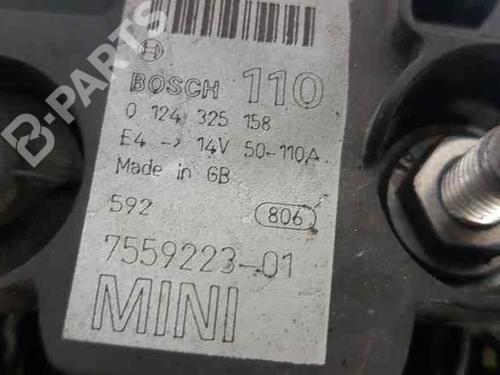 BOSCH 110
0 124 325 158
E4 -> 14V 50-110A
Made in GB
592 806
7559223-01
MINI
B-PARTS